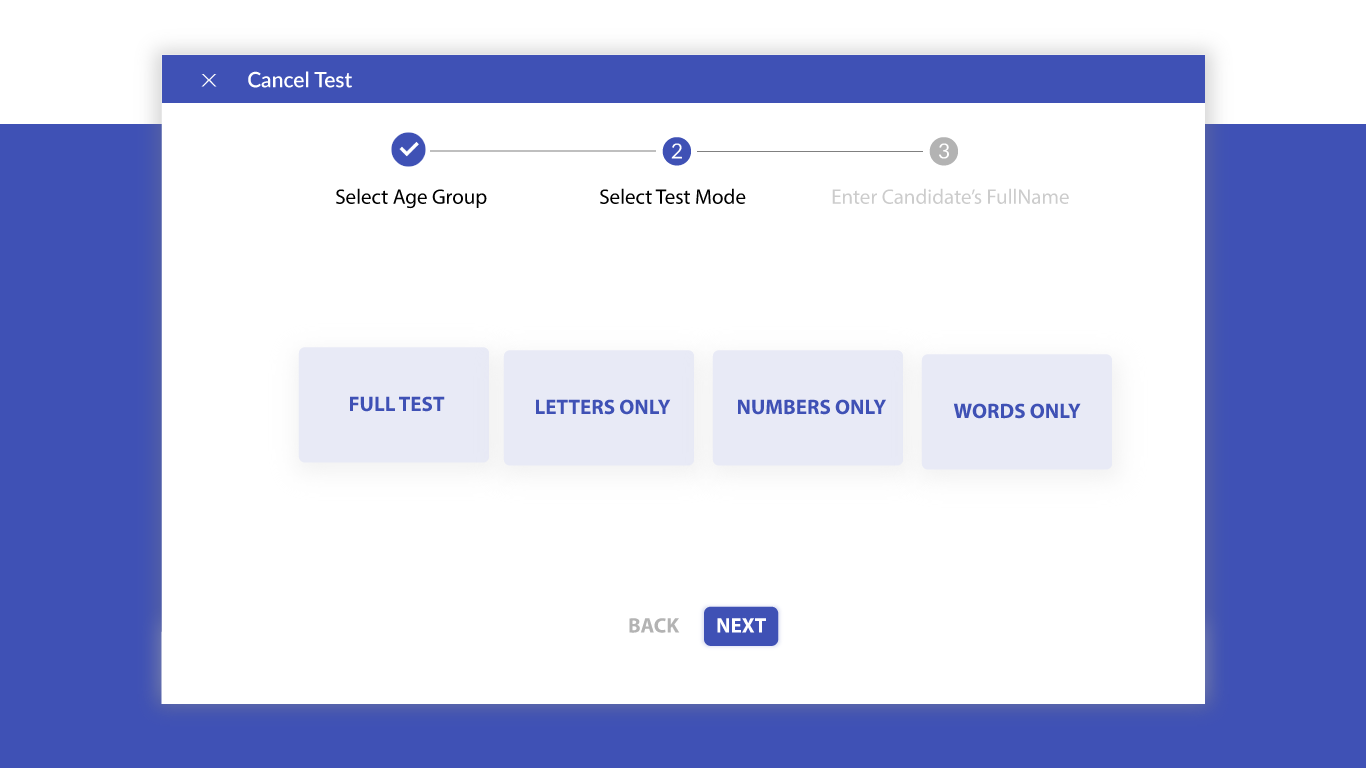 Cancel Test
2
3
Select Age Group
Select Test Mode
Enter Candidate’s FullName
FULL TEST
LETTERS ONLY
NUMBERS ONLY
WORDS ONLY
BACK
NEXT